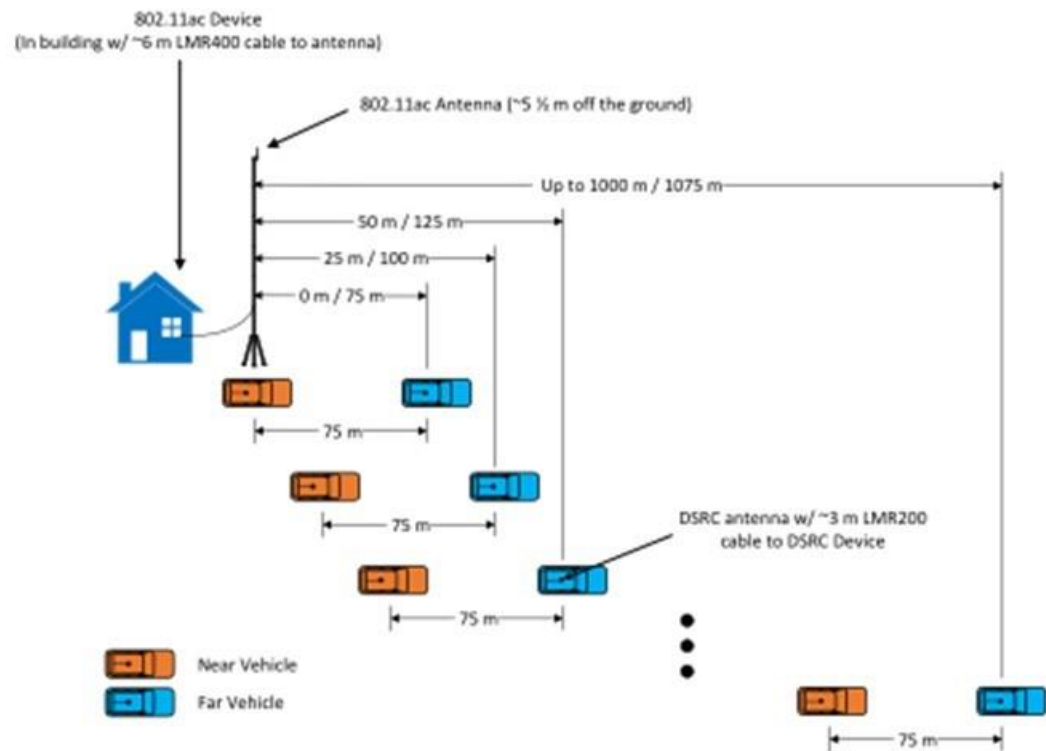 802.11ac Device
(In building w/ ~6 m LMR400 cable to antenna)
802.11ac Antenna (~5 ½ m off the ground)
Up to 1000 m / 1075 m
50 m / 125 m
25 m / 100 m
0 m / 75 m
75 m
75 m
DSRC antenna w/ ~3 m LMR200
cable to DSRC Device
75 m
Near Vehicle
Far Vehicle
75 m